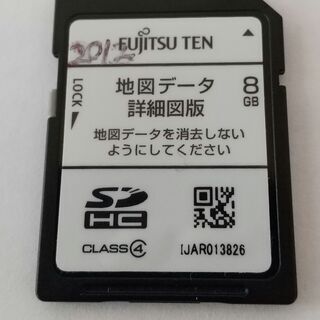 2012
FUJITSU TEN
地図データ
詳細図版
8
GB
LOCK
地図データを消去しない
ようにしてください
SD
HC
CLASS④
IJAR013826